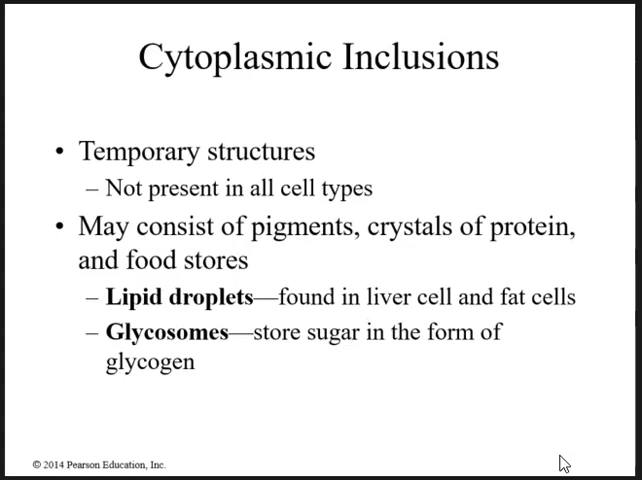 Cytoplasmic Inclusions
• Temporary structures
– Not present in all cell types
• May consist of pigments, crystals of protein,
and food stores
– Lipid droplets—found in liver cell and fat cells
– Glycosomes—store sugar in the form of
glycogen
© 2014 Pearson Education, Inc.